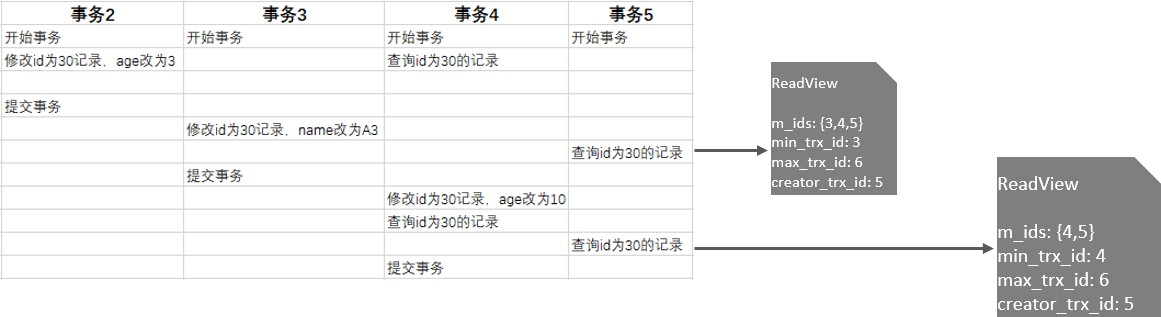 事务2 事务3 事务4 事务5
开始事务 开始事务 开始事务 开始事务
修改id为30记录、age改为3 查询id为30的记录
提交事务
修改id为30记录、name改为A3
查询id为30的记录
提交事务
修改id为30记录、age改为10
查询id为30的记录
查询id为30的记录
提交事务
ReadView
m_ids: {3,4,5}
min_trx_id: 3
max_trx_id: 6
creator_trx_id: 5
ReadView
m_ids: {4,5}
min_trx_id: 4
max_trx_id: 6
creator_trx_id: 5